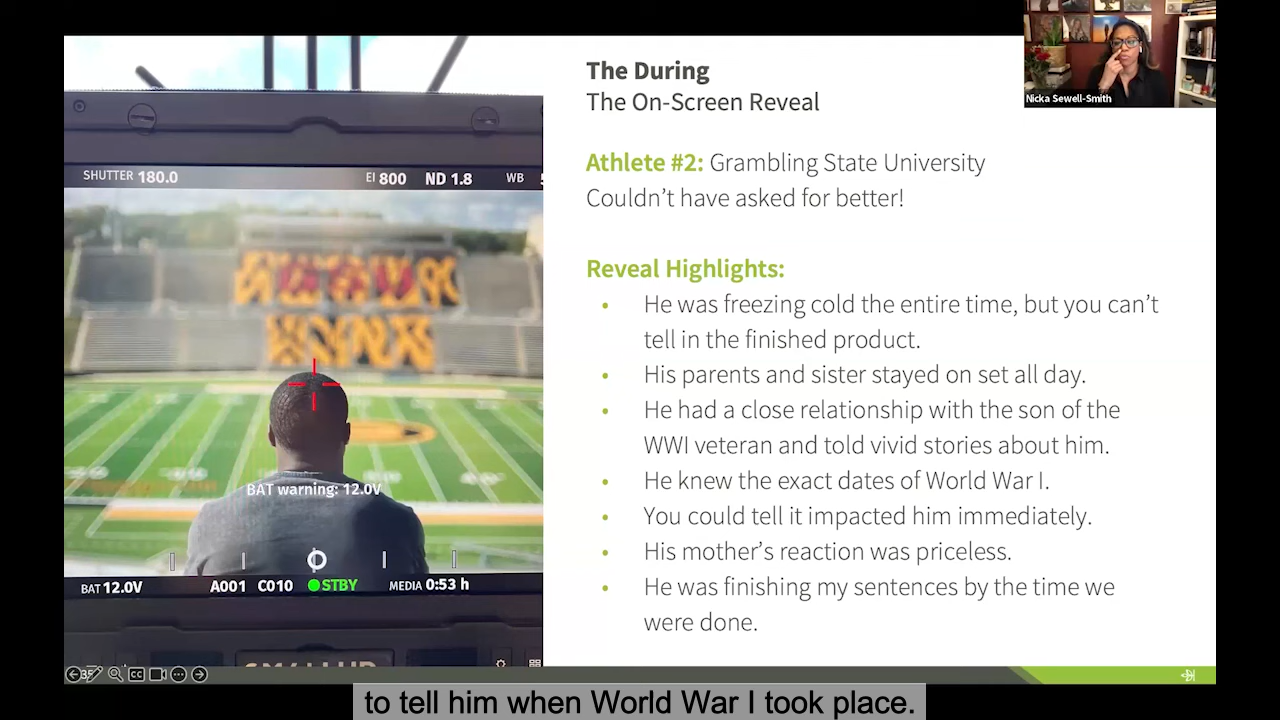 The During
The On-Screen Reveal
Nicka Sewell-Smith
Athlete #2: Grambling State University
Couldn't have asked for better!
Reveal Highlights:
• He was freezing cold the entire time, but you can't
tell in the finished product.
• His parents and sister stayed on set all day.
• He had a close relationship with the son of the
WWI veteran and told vivid stories about him.
• He knew the exact dates of World War I.
• You could tell it impacted him immediately.
• His mother's reaction was priceless.
• He was finishing my sentences by the time we
were done.
SHUTTER 180.0 EI 800 ND 1.8 WB
BAT warning: 12.0V
BAT 12.0V A001 C010 STBY MEDIA 0:53 h
CC
to tell him when World War I took place.